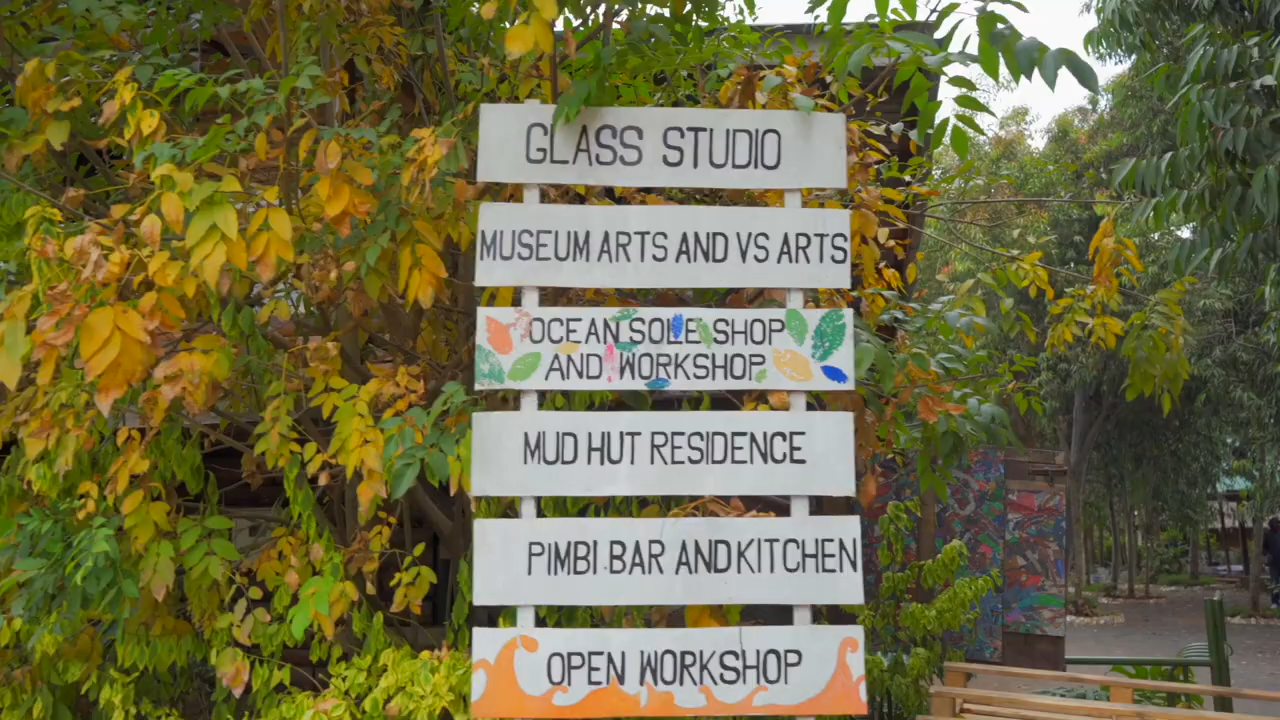 GLASS STUDIO
MUSEUM ARTS AND VS ARTS
OCEAN SOLE SHOP
AND WORKSHOP
MUD HUT RESIDENCE
PIMBI BAR AND KITCHEN
OPEN WORKSHOP